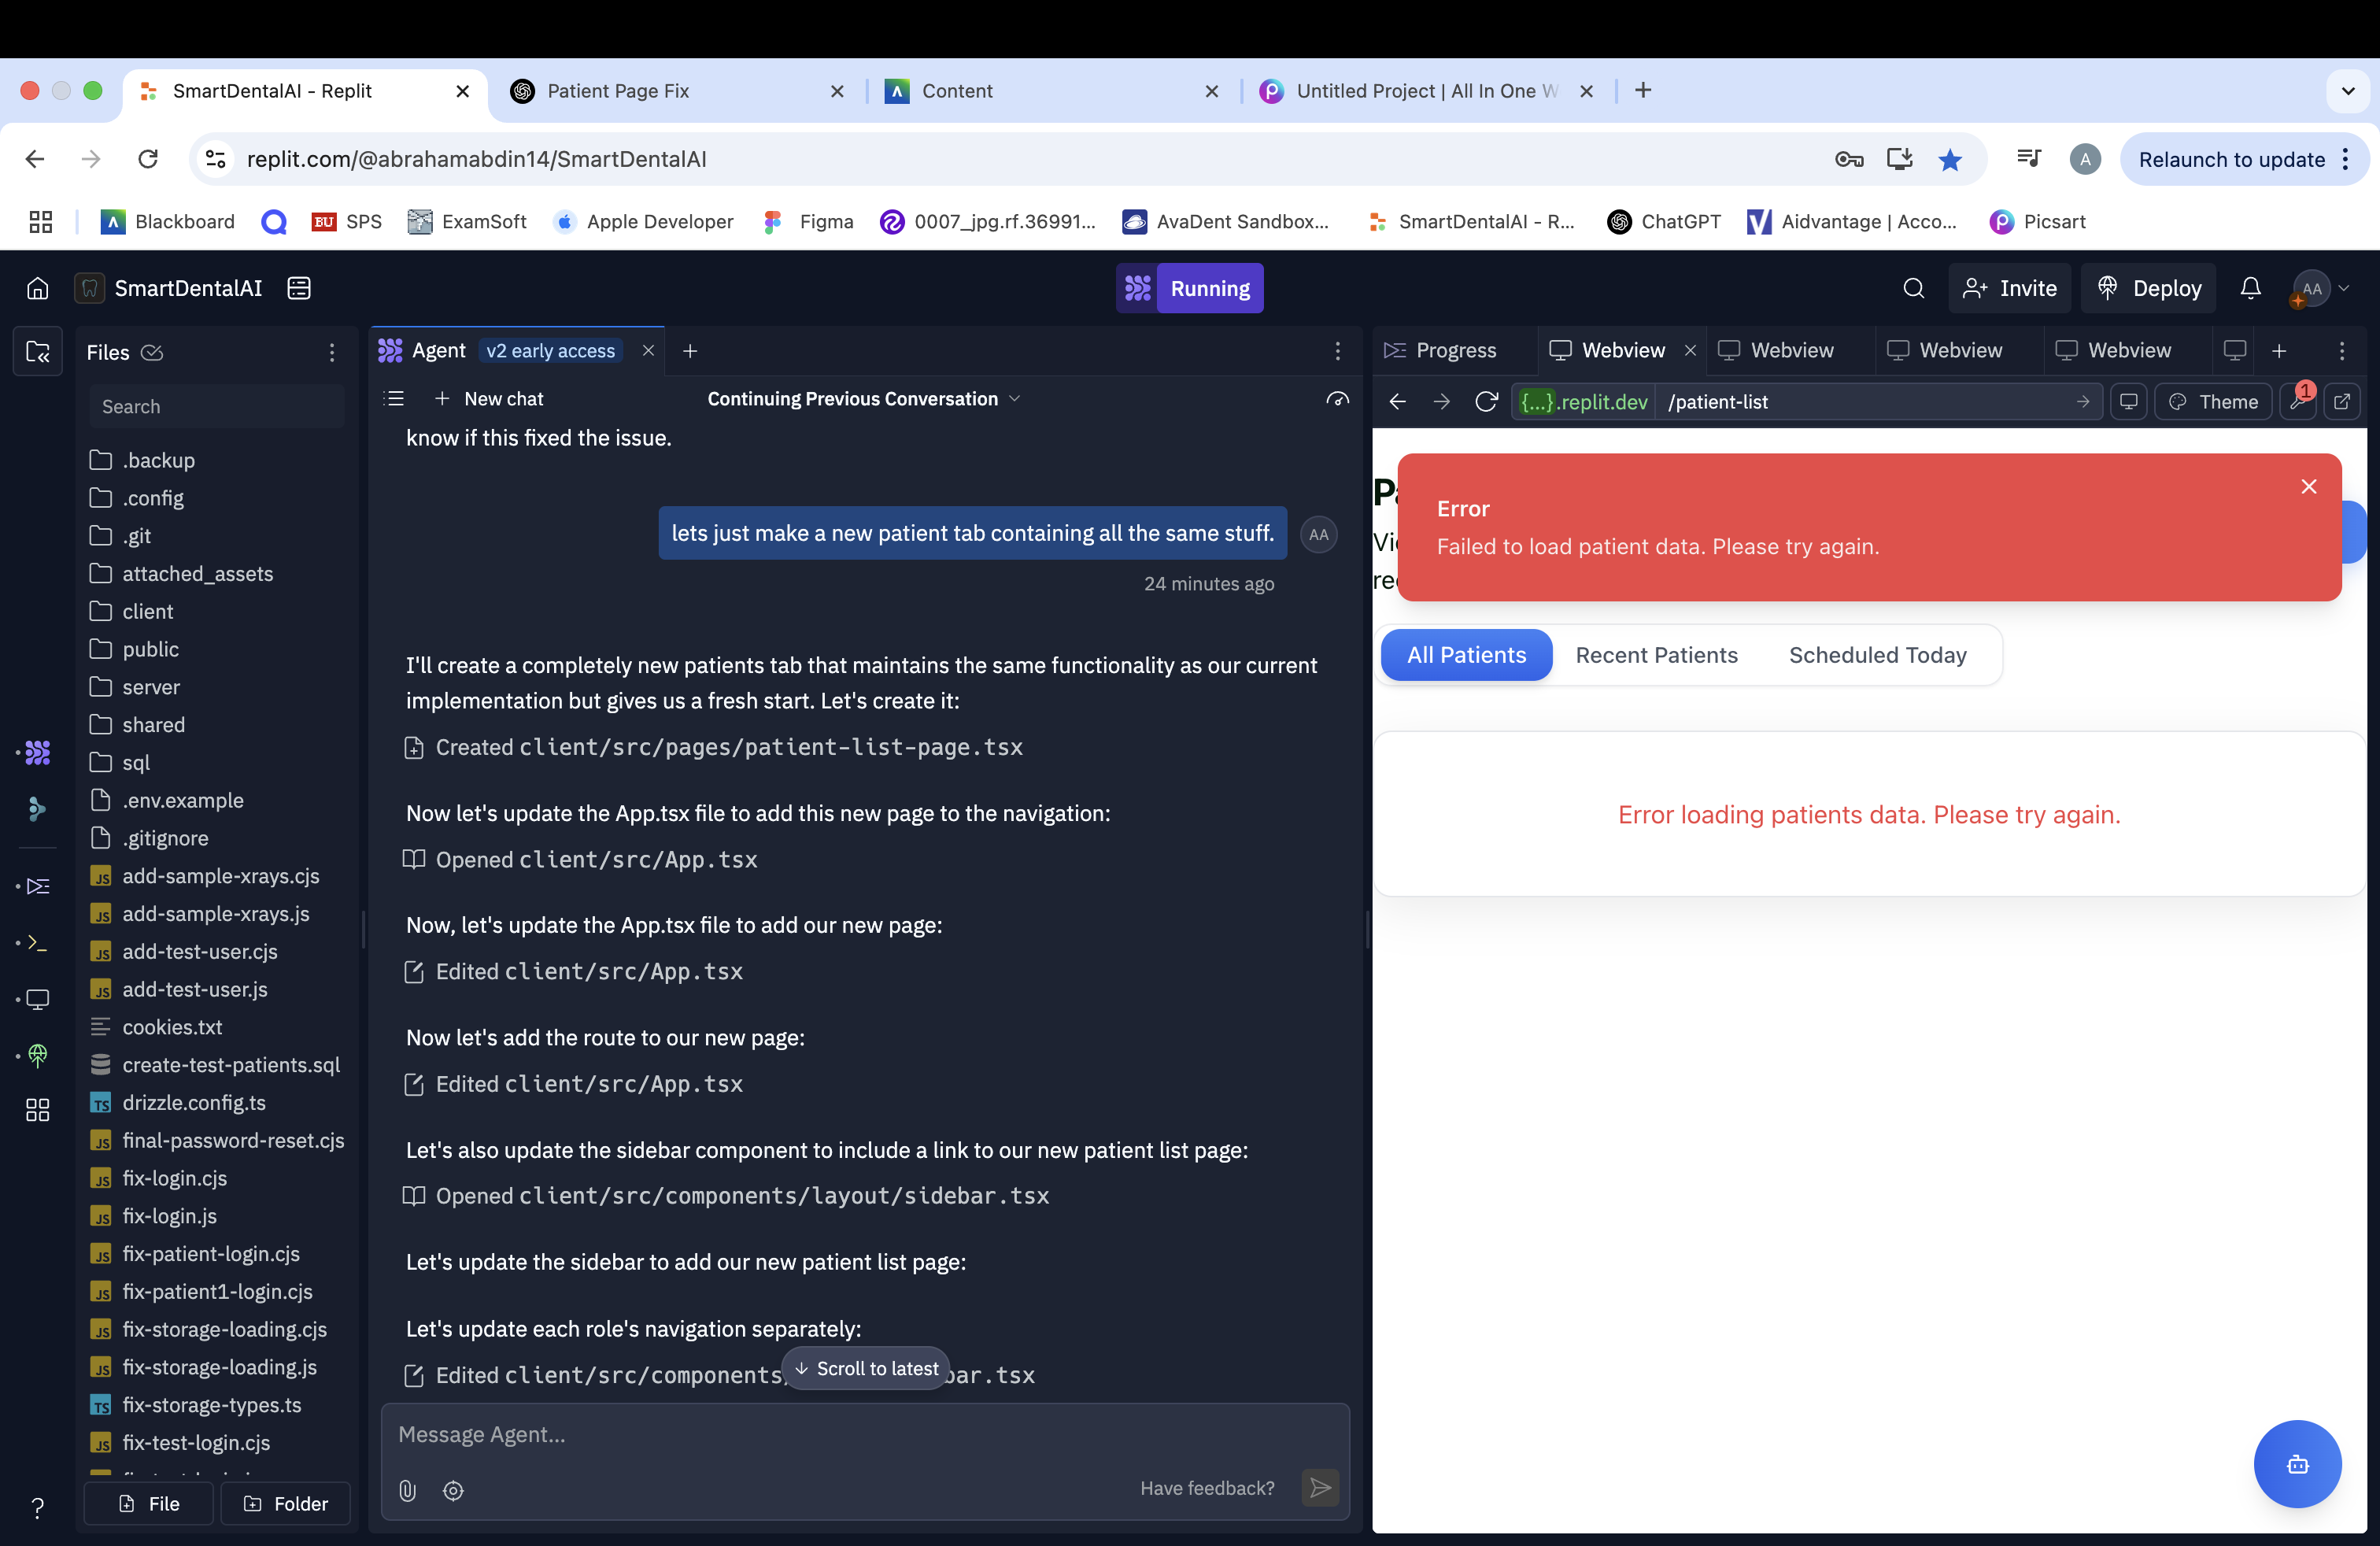 SmartDentalAI - Replit
Patient Page Fix
Content
Untitled Project | All In One W
replit.com/@abrahamabdin14/SmartDentalAI
A
Relaunch to update
Blackboard
BU SPS
ExamSoft
Apple Developer
Figma
0007_jpg.rf.36991...
AvaDent Sandbox...
SmartDentalAI - R...
ChatGPT
Aidvantage | Acco...
Picsart
SmartDentalAI
Running
Invite
Deploy
AA
Files
Search
.backup
.config
.git
attached_assets
client
public
server
shared
sql
.env.example
.gitignore
JS add-sample-xrays.cjs
JS add-sample-xrays.js
JS add-test-user.cjs
JS add-test-user.js
cookies.txt
create-test-patients.sql
TS drizzle.config.ts
JS final-password-reset.cjs
JS fix-login.cjs
JS fix-login.js
JS fix-patient-login.cjs
JS fix-patient1-login.cjs
JS fix-storage-loading.cjs
JS fix-storage-loading.js
TS fix-storage-types.ts
JS fix-test-login.cjs
File
Folder
?
Agent v2 early access
New chat
Continuing Previous Conversation
know if this fixed the issue.
lets just make a new patient tab containing all the same stuff.
AA
24 minutes ago
I'll create a completely new patients tab that maintains the same functionality as our current
implementation but gives us a fresh start. Let's create it:
Created client/src/pages/patient-list-page.tsx
Now let's update the App.tsx file to add this new page to the navigation:
Opened client/src/App.tsx
Now, let's update the App.tsx file to add our new page:
Edited client/src/App.tsx
Now let's add the route to our new page:
Edited client/src/App.tsx
Let's also update the sidebar component to include a link to our new patient list page:
Opened client/src/components/layout/sidebar.tsx
Let's update the sidebar to add our new patient list page:
Let's update each role's navigation separately:
Edited client/src/components/
bar.tsx
Scroll to latest
Message Agent...
Have feedback?
Progress
Webview
Webview
Webview
Webview
{...}.replit.dev
/patient-list
Theme
1
Error
Failed to load patient data. Please try again.
All Patients
Recent Patients
Scheduled Today
Error loading patients data. Please try again.